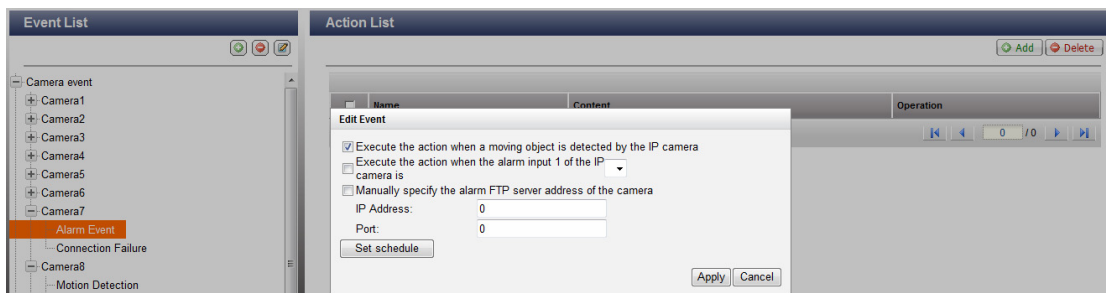 Event List
Action List
Add Delete
Camera event
Camera1
Camera2
Camera3
Camera4
Camera5
Camera6
Camera7
Alarm Event
Connection Failure
Camera8
Motion Detection
Name Content Operation
0 / 0
Edit Event
Execute the action when a moving object is detected by the IP camera
Execute the action when the alarm input 1 of the IP
camera is
Manually specify the alarm FTP server address of the camera
IP Address: 0
Port: 0
Set schedule
Apply Cancel